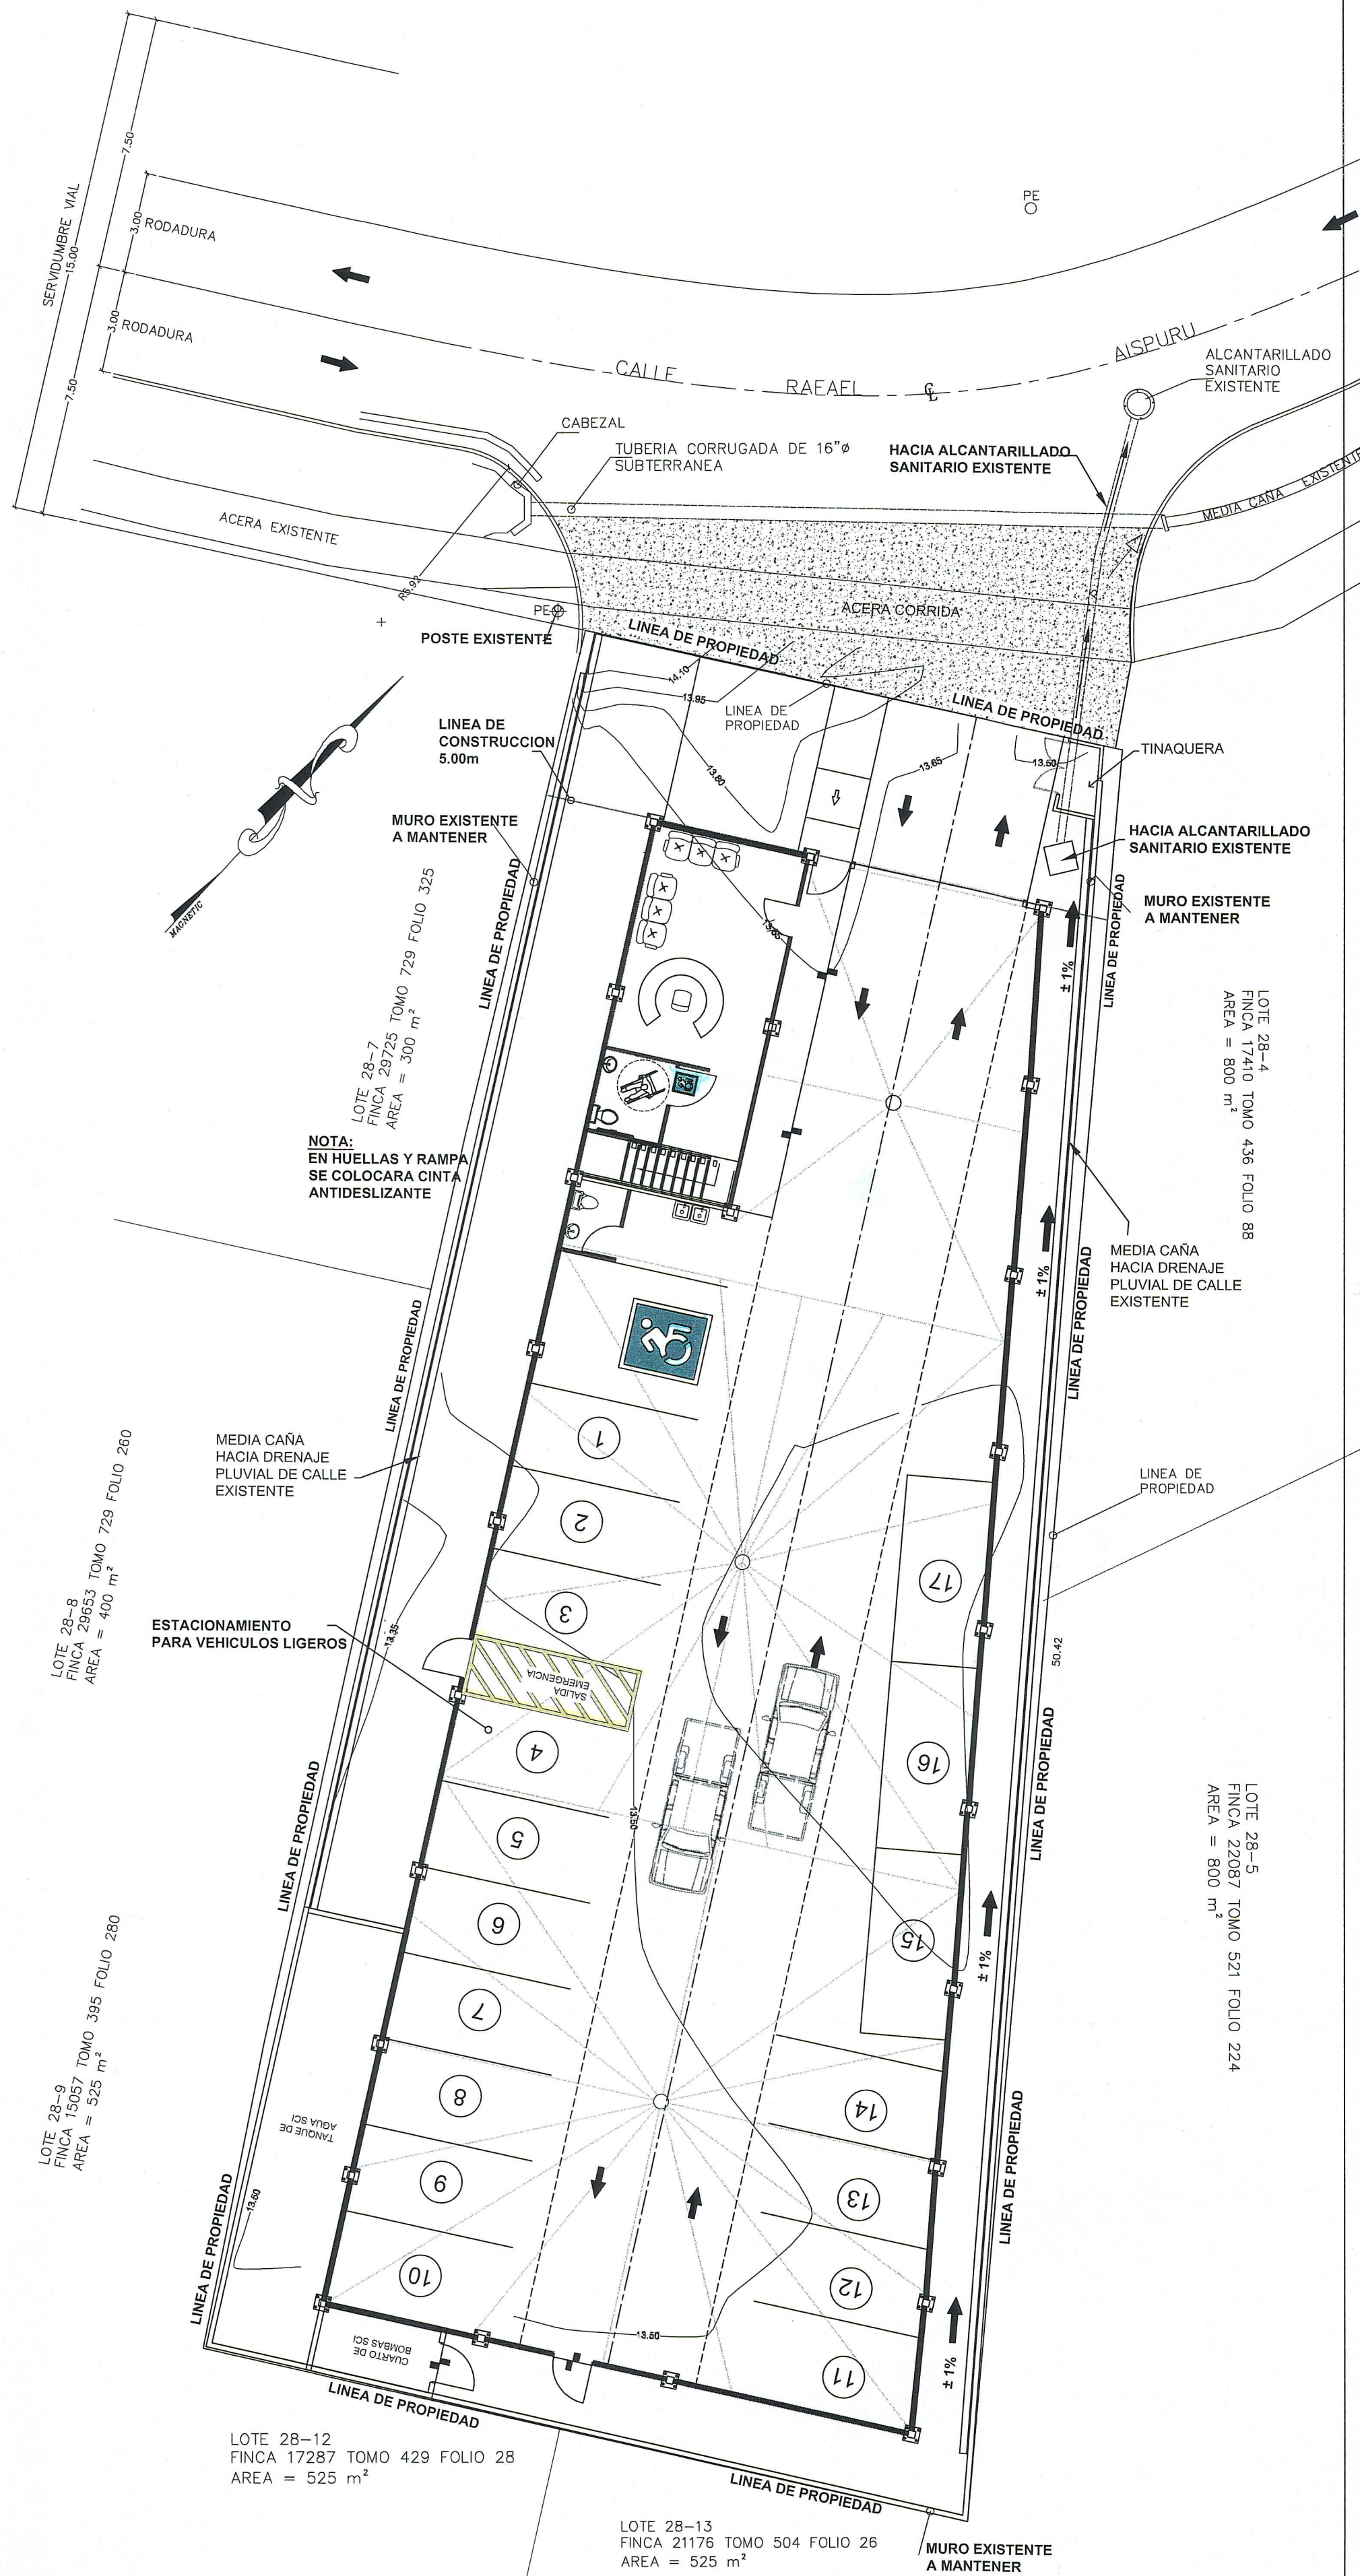 SERVIDUMBRE VIAL
15.00
7.50
7.50
3.00
RODADURA
3.00
RODADURA
PE
CALLE RAFAEL AISPURU
CL
ALCANTARILLADO
SANITARIO
EXISTENTE
CABEZAL
TUBERIA CORRUGADA DE 16"ø
SUBTERRANEA
HACIA ALCANTARILLADO
SANITARIO EXISTENTE
MEDIA CAÑA EXISTENTE
ACERA EXISTENTE
R5.92
PE
POSTE EXISTENTE
ACERA CORRIDA
LINEA DE PROPIEDAD
LINEA DE PROPIEDAD
LINEA DE
PROPIEDAD
14.10
13.95
13.80
13.65
13.50
13.65
TINAQUERA
LINEA DE
CONSTRUCCION
5.00m
MURO EXISTENTE
A MANTENER
HACIA ALCANTARILLADO
SANITARIO EXISTENTE
MURO EXISTENTE
A MANTENER
MAGNETIC
LINEA DE PROPIEDAD
LINEA DE PROPIEDAD
± 1%
LOTE 28-7
FINCA 29725 TOMO 729 FOLIO 325
AREA = 300 m²
LOTE 28-4
FINCA 17410 TOMO 436 FOLIO 88
AREA = 800 m²
NOTA:
EN HUELLAS Y RAMPA
SE COLOCARA CINTA
ANTIDESLIZANTE
MEDIA CAÑA
HACIA DRENAJE
PLUVIAL DE CALLE
EXISTENTE
± 1%
LINEA DE PROPIEDAD
LINEA DE PROPIEDAD
MEDIA CAÑA
HACIA DRENAJE
PLUVIAL DE CALLE
EXISTENTE
1
2
3
17
LINEA DE
PROPIEDAD
50.42
LOTE 28-8
FINCA 29653 TOMO 729 FOLIO 260
AREA = 400 m²
13.35
ESTACIONAMIENTO
PARA VEHICULOS LIGEROS
SALIDA
EMERGENCIA
4
16
13.50
5
LINEA DE PROPIEDAD
LINEA DE PROPIEDAD
LOTE 28-5
FINCA 22087 TOMO 521 FOLIO 224
AREA = 800 m²
6
15
± 1%
7
8
14
LOTE 28-9
FINCA 15057 TOMO 395 FOLIO 280
AREA = 525 m²
TANQUE DE
AGUA SCI
9
13
LINEA DE PROPIEDAD
LINEA DE PROPIEDAD
13.60
10
12
13.50
11
± 1%
CUARTO DE
BOMBAS SCI
LINEA DE PROPIEDAD
LOTE 28-12
FINCA 17287 TOMO 429 FOLIO 28
AREA = 525 m²
LINEA DE PROPIEDAD
LOTE 28-13
FINCA 21176 TOMO 504 FOLIO 26
AREA = 525 m²
MURO EXISTENTE
A MANTENER